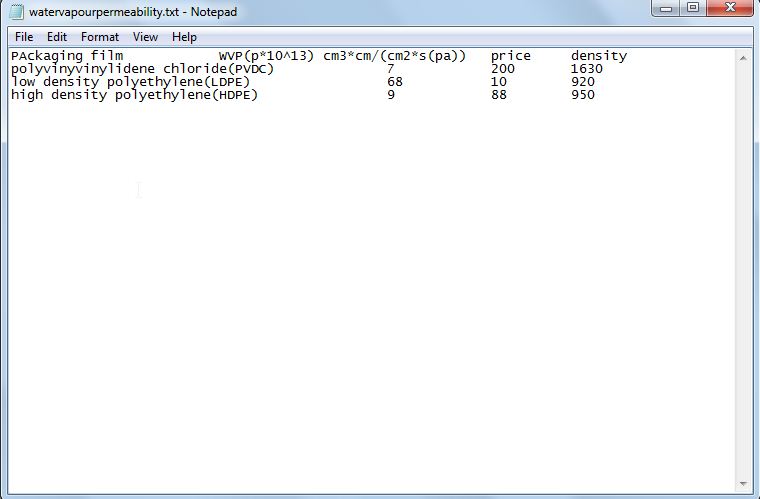 watervapourpermeability.txt - Notepad
File Edit Format View Help
PAckaging film WVP(p*10^13) cm3*cm/(cm2*s(pa)) price density
polyvinyvinylidene chloride(PVDC) 7 200 1630
low density polyethylene(LDPE) 68 10 920
high density polyethylene(HDPE) 9 88 950